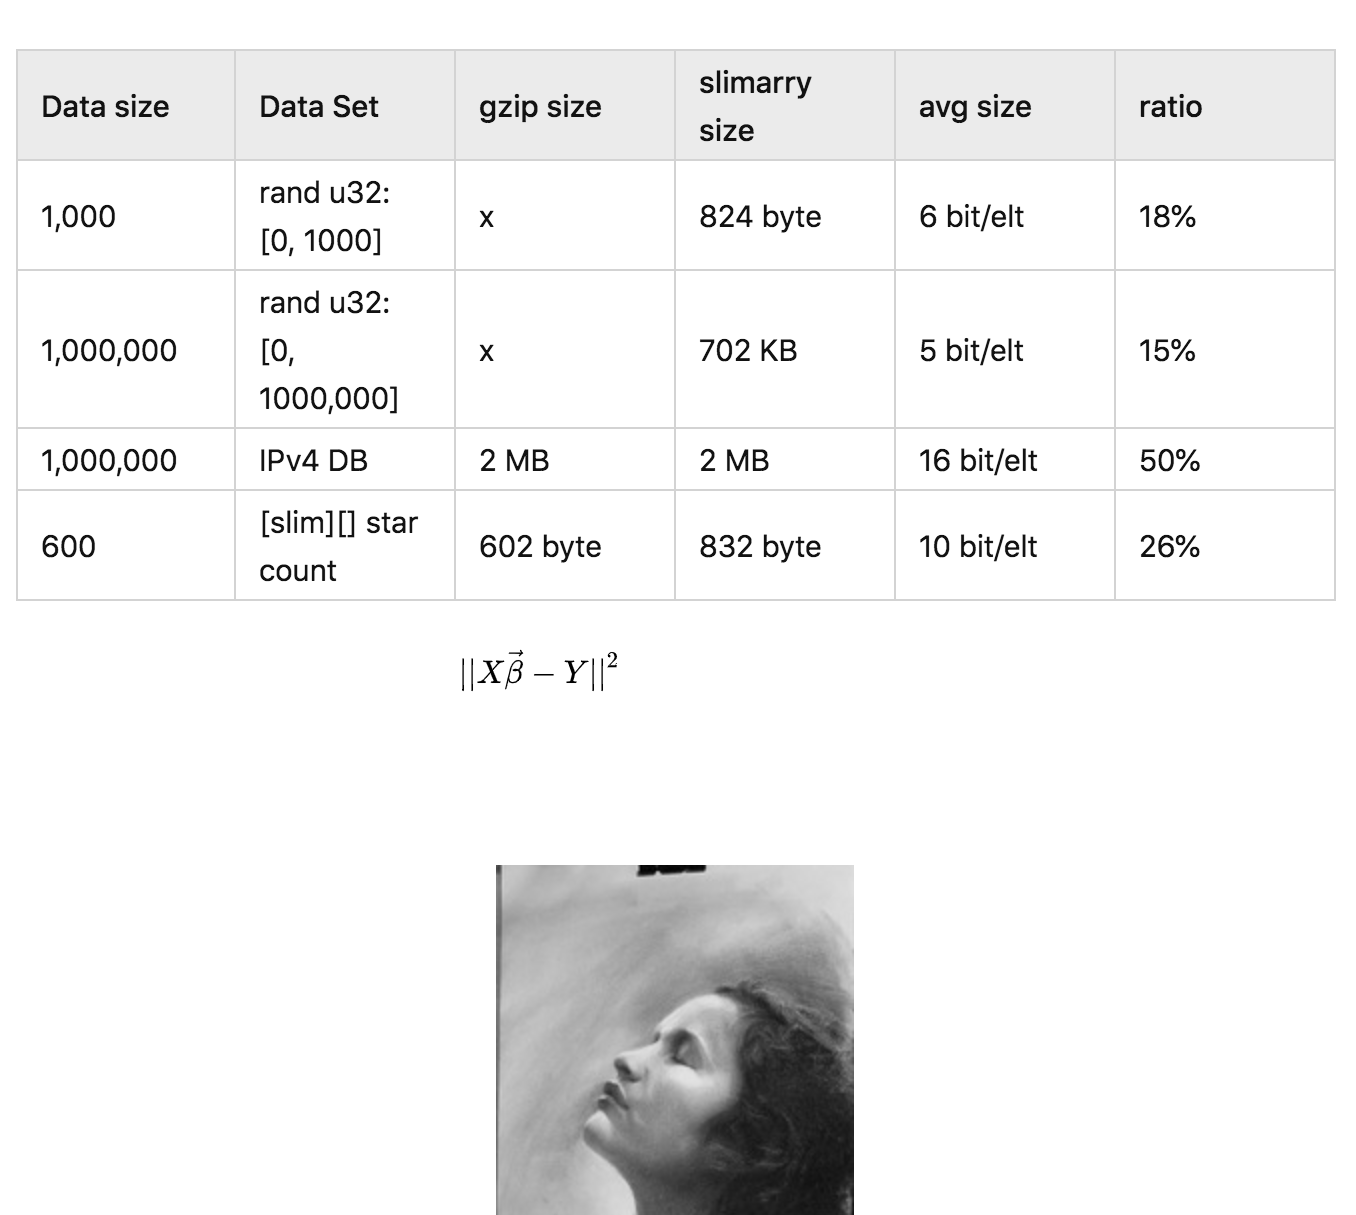 Data size Data Set gzip size slimarry size avg size ratio
1,000 rand u32: [0, 1000] x 824 byte 6 bit/elt 18%
1,000,000 rand u32: [0, 1000,000] x 702 KB 5 bit/elt 15%
1,000,000 IPv4 DB 2 MB 2 MB 16 bit/elt 50%
600 [slim][] star count 602 byte 832 byte 10 bit/elt 26%
||Xβ⃗ − Y||²